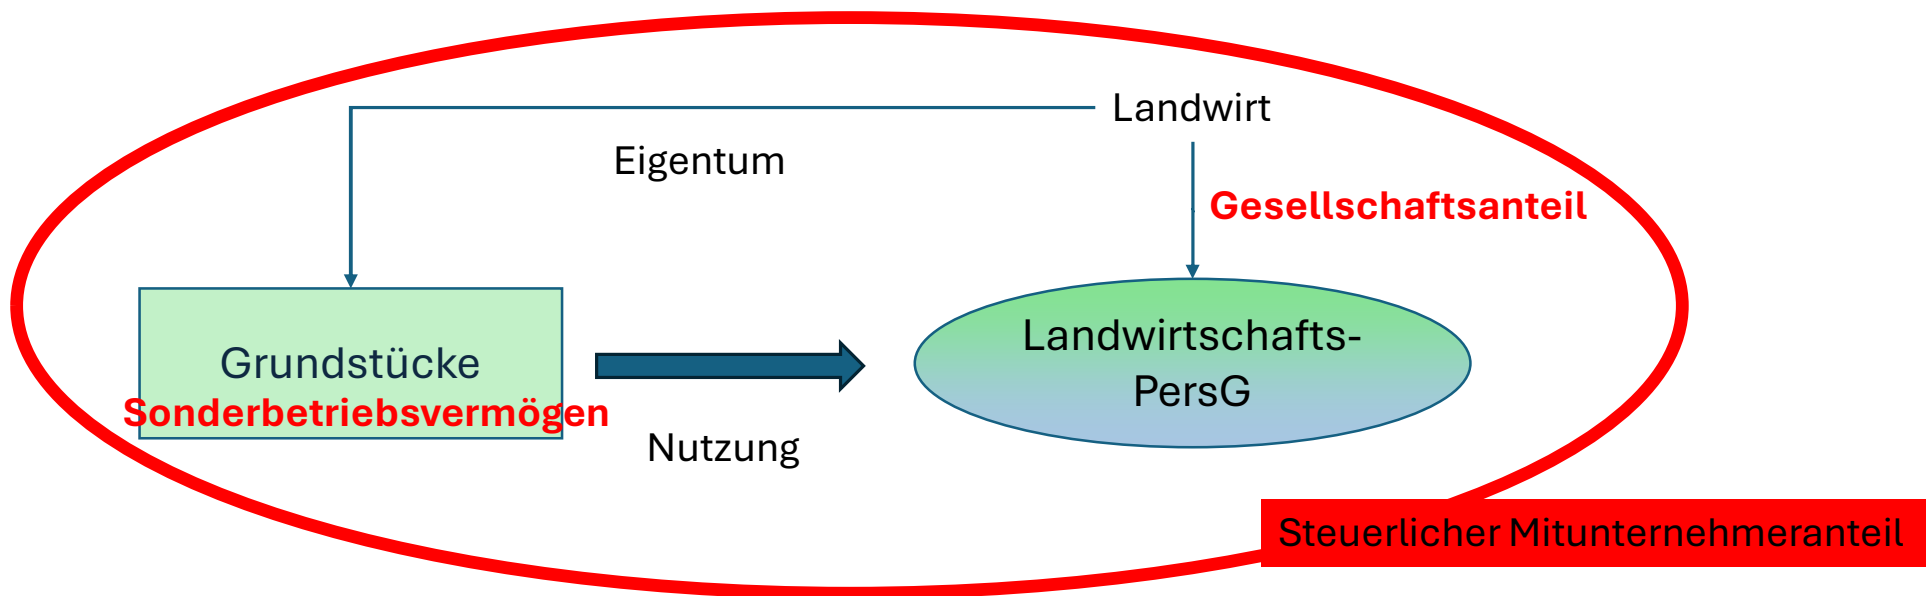 Landwirt
Eigentum
Gesellschaftsanteil
Grundstücke
Sonderbetriebsvermögen
Landwirtschafts-
PersG
Nutzung
Steuerlicher Mitunternehmeranteil